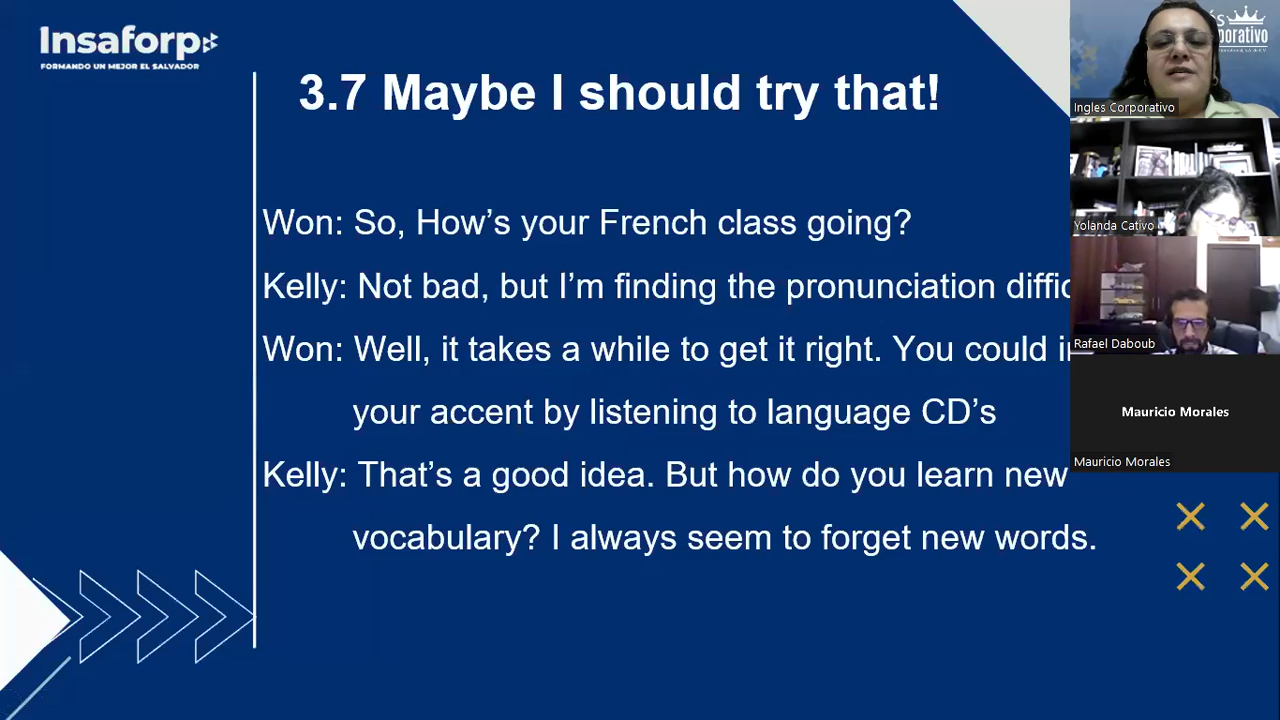 Insaforp
FORMANDO UN MEJOR EL SALVADOR
3.7 Maybe I should try that!
Won: So, How’s your French class going?
Kelly: Not bad, but I’m finding the pronunciation
Won: Well, it takes a while to get it right. You could
your accent by listening to language CD’s
Kelly: That’s a good idea. But how do you learn new
vocabulary? I always seem to forget new words.
Ingles Corporativo
Yolanda Cativo
Rafael Daboub
Mauricio Morales
Mauricio Morales